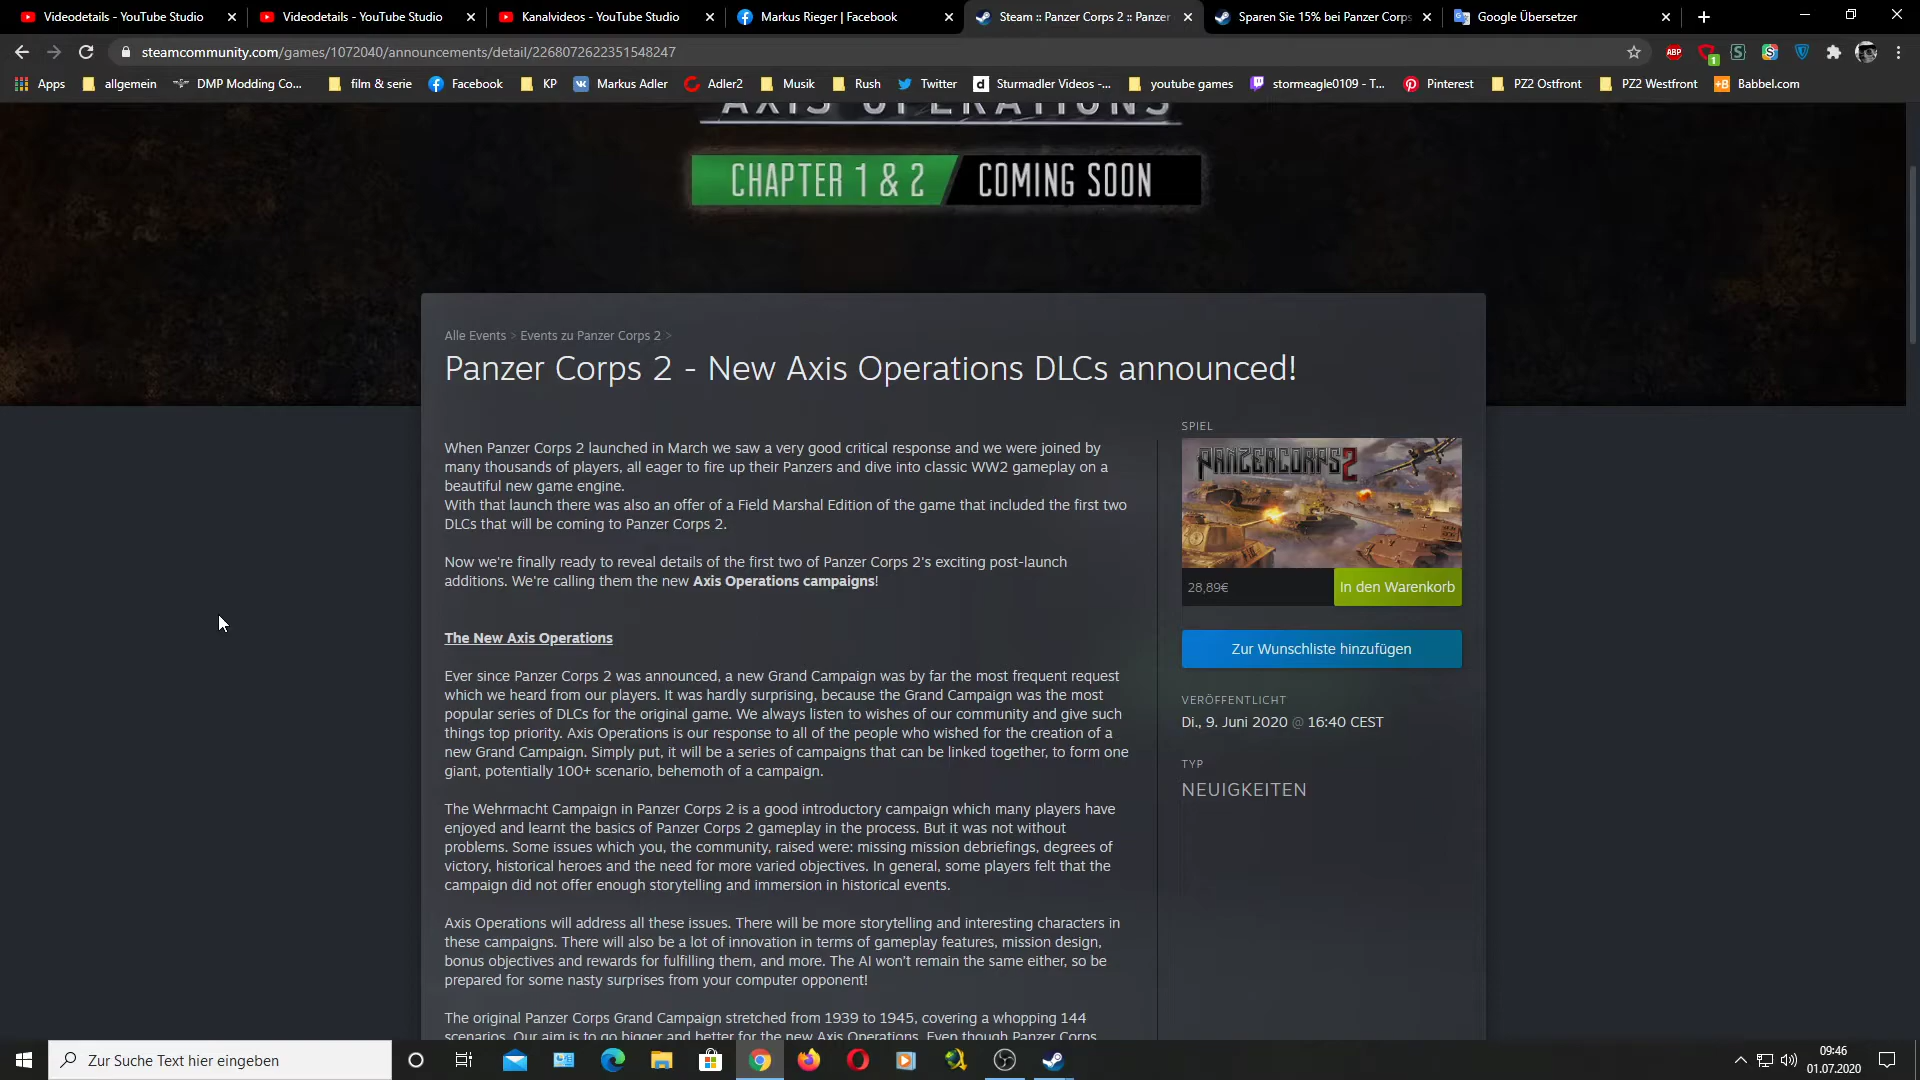 Videodetails - YouTube Studio
Videodetails - YouTube Studio
Kanalvideos - YouTube Studio
Markus Rieger | Facebook
Steam :: Panzer Corps 2 :: Panzer
Sparen Sie 15% bei Panzer Corps
Google Übersetzer
steamcommunity.com/games/1072040/announcements/detail/2268072622351548247
Apps
allgemein
DMP Modding Co...
film & serie
Facebook
KP
Markus Adler
Adler2
Musik
Rush
Twitter
Sturmadler Videos -...
youtube games
stormeagle0109 - T...
Pinterest
PZ2 Ostfront
PZ2 Westfront
Babbel.com
AXIS OPERATIONS
CHAPTER 1 & 2 COMING SOON
Alle Events > Events zu Panzer Corps 2 >
Panzer Corps 2 - New Axis Operations DLCs announced!
When Panzer Corps 2 launched in March we saw a very good critical response and we were joined by
many thousands of players, all eager to fire up their Panzers and dive into classic WW2 gameplay on a
beautiful new game engine.
With that launch there was also an offer of a Field Marshal Edition of the game that included the first two
DLCs that will be coming to Panzer Corps 2.
Now we're finally ready to reveal details of the first two of Panzer Corps 2's exciting post-launch
additions. We're calling them the new Axis Operations campaigns!
The New Axis Operations
Ever since Panzer Corps 2 was announced, a new Grand Campaign was by far the most frequent request
which we heard from our players. It was hardly surprising, because the Grand Campaign was the most
popular series of DLCs for the original game. We always listen to wishes of our community and give such
things top priority. Axis Operations is our response to all of the people who wished for the creation of a
new Grand Campaign. Simply put, it will be a series of campaigns that can be linked together, to form one
giant, potentially 100+ scenario, behemoth of a campaign.
The Wehrmacht Campaign in Panzer Corps 2 is a good introductory campaign which many players have
enjoyed and learnt the basics of Panzer Corps 2 gameplay in the process. But it was not without
problems. Some issues which you, the community, raised were: missing mission debriefings, degrees of
victory, historical heroes and the need for more varied objectives. In general, some players felt that the
campaign did not offer enough storytelling and immersion in historical events.
Axis Operations will address all these issues. There will be more storytelling and interesting characters in
these campaigns. There will also be a lot of innovation in terms of gameplay features, mission design,
bonus objectives and rewards for fulfilling them, and more. The AI won't remain the same either, so be
prepared for some nasty surprises from your computer opponent!
The original Panzer Corps Grand Campaign stretched from 1939 to 1945, covering a whopping 144
scenarios. Our aim is to go bigger and better for the new Axis Operations. Even though Panzer Corps
SPIEL
PANZERCORPS2
28,89€
In den Warenkorb
Zur Wunschliste hinzufügen
VERÖFFENTLICHT
Di., 9. Juni 2020 @ 16:40 CEST
TYP
NEUIGKEITEN
Zur Suche Text hier eingeben
09:46
01.07.2020